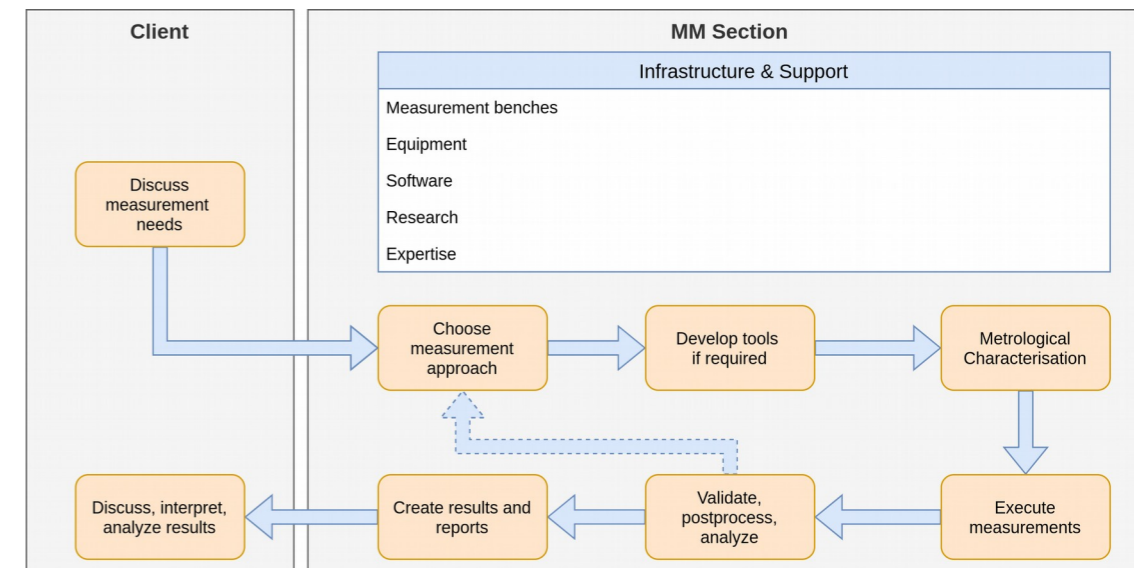 Client
MM Section
Infrastructure & Support
Measurement benches
Equipment
Software
Research
Expertise
Discuss
measurement
needs
Choose
measurement
approach
Develop tools
if required
Metrological
Characterisation
Execute
measurements
Validate,
postprocess,
analyze
Create results and
reports
Discuss, interpret,
analyze results